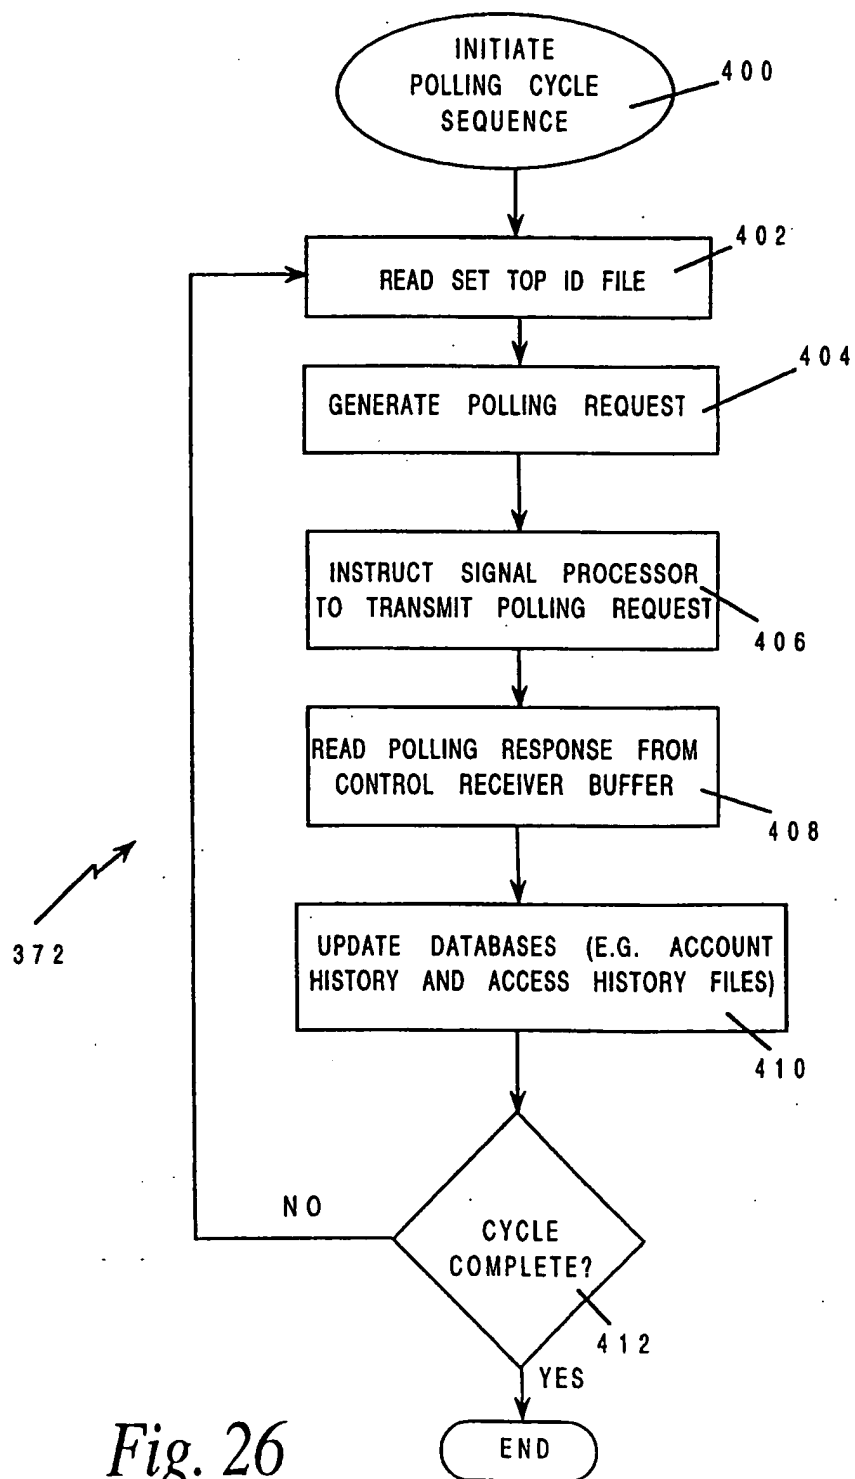 INITIATE
POLLING CYCLE
SEQUENCE
400
402
READ SET TOP ID FILE
404
GENERATE POLLING REQUEST
INSTRUCT SIGNAL PROCESSOR
TO TRANSMIT POLLING REQUEST
406
READ POLLING RESPONSE FROM
CONTROL RECEIVER BUFFER
408
372
UPDATE DATABASES (E.G. ACCOUNT
HISTORY AND ACCESS HISTORY FILES)
410
NO
CYCLE
COMPLETE?
412
YES
END
Fig. 26